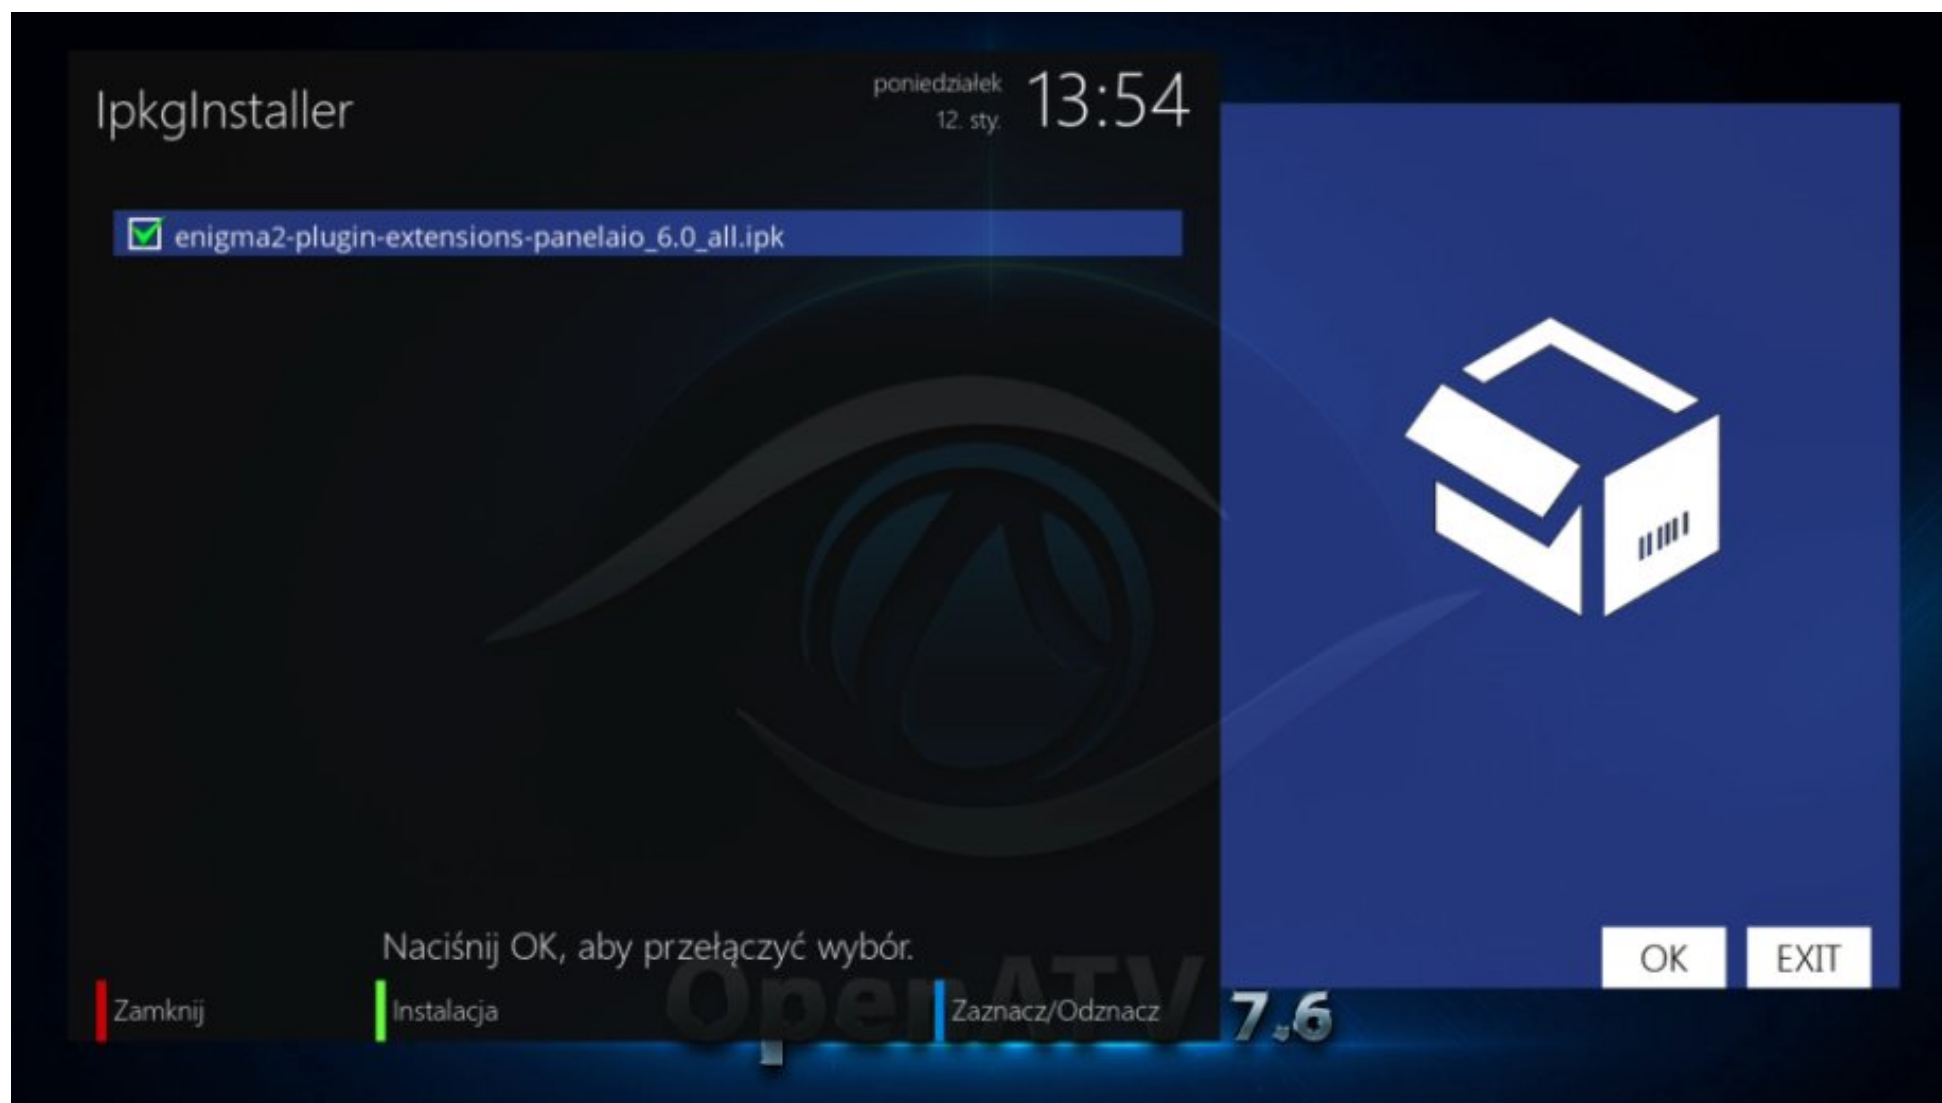 IpkgInstaller
poniedziałek
12. sty.
13:54
enigma2-plugin-extensions-panelaio_6.0_all.ipk
Naciśnij OK, aby przełączyć wybór.
OK
EXIT
Zamknij
Instalacja
Zaznacz/Odznacz
OpenATV 7.6